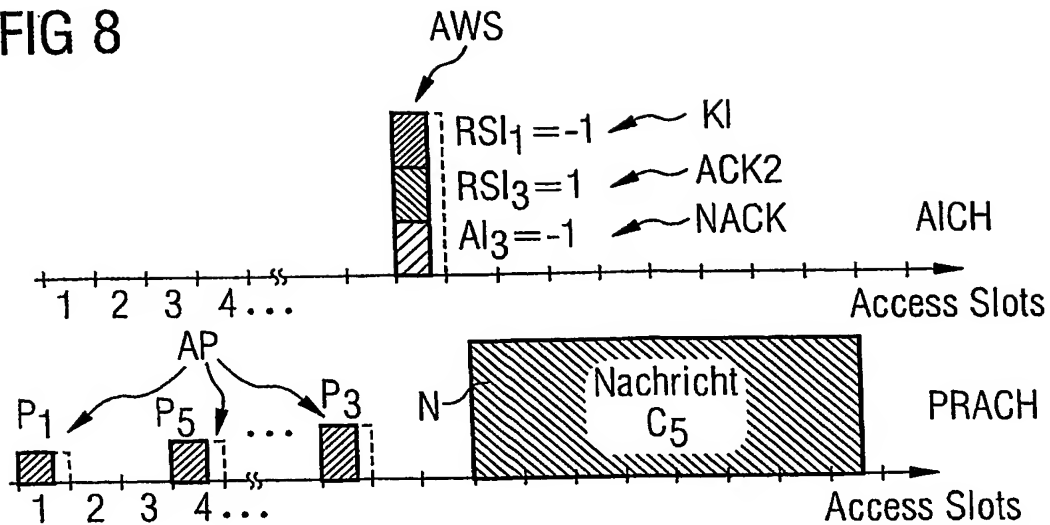 FIG 8
AWS
RSI₁=-1 KI
RSI₃=1 ACK2
AI₃=-1 NACK
AICH
1 2 3 4...
Access Slots
AP
P₁ P₅ ... P₃
N
Nachricht
C₅
PRACH
1 2 3 4...
Access Slots